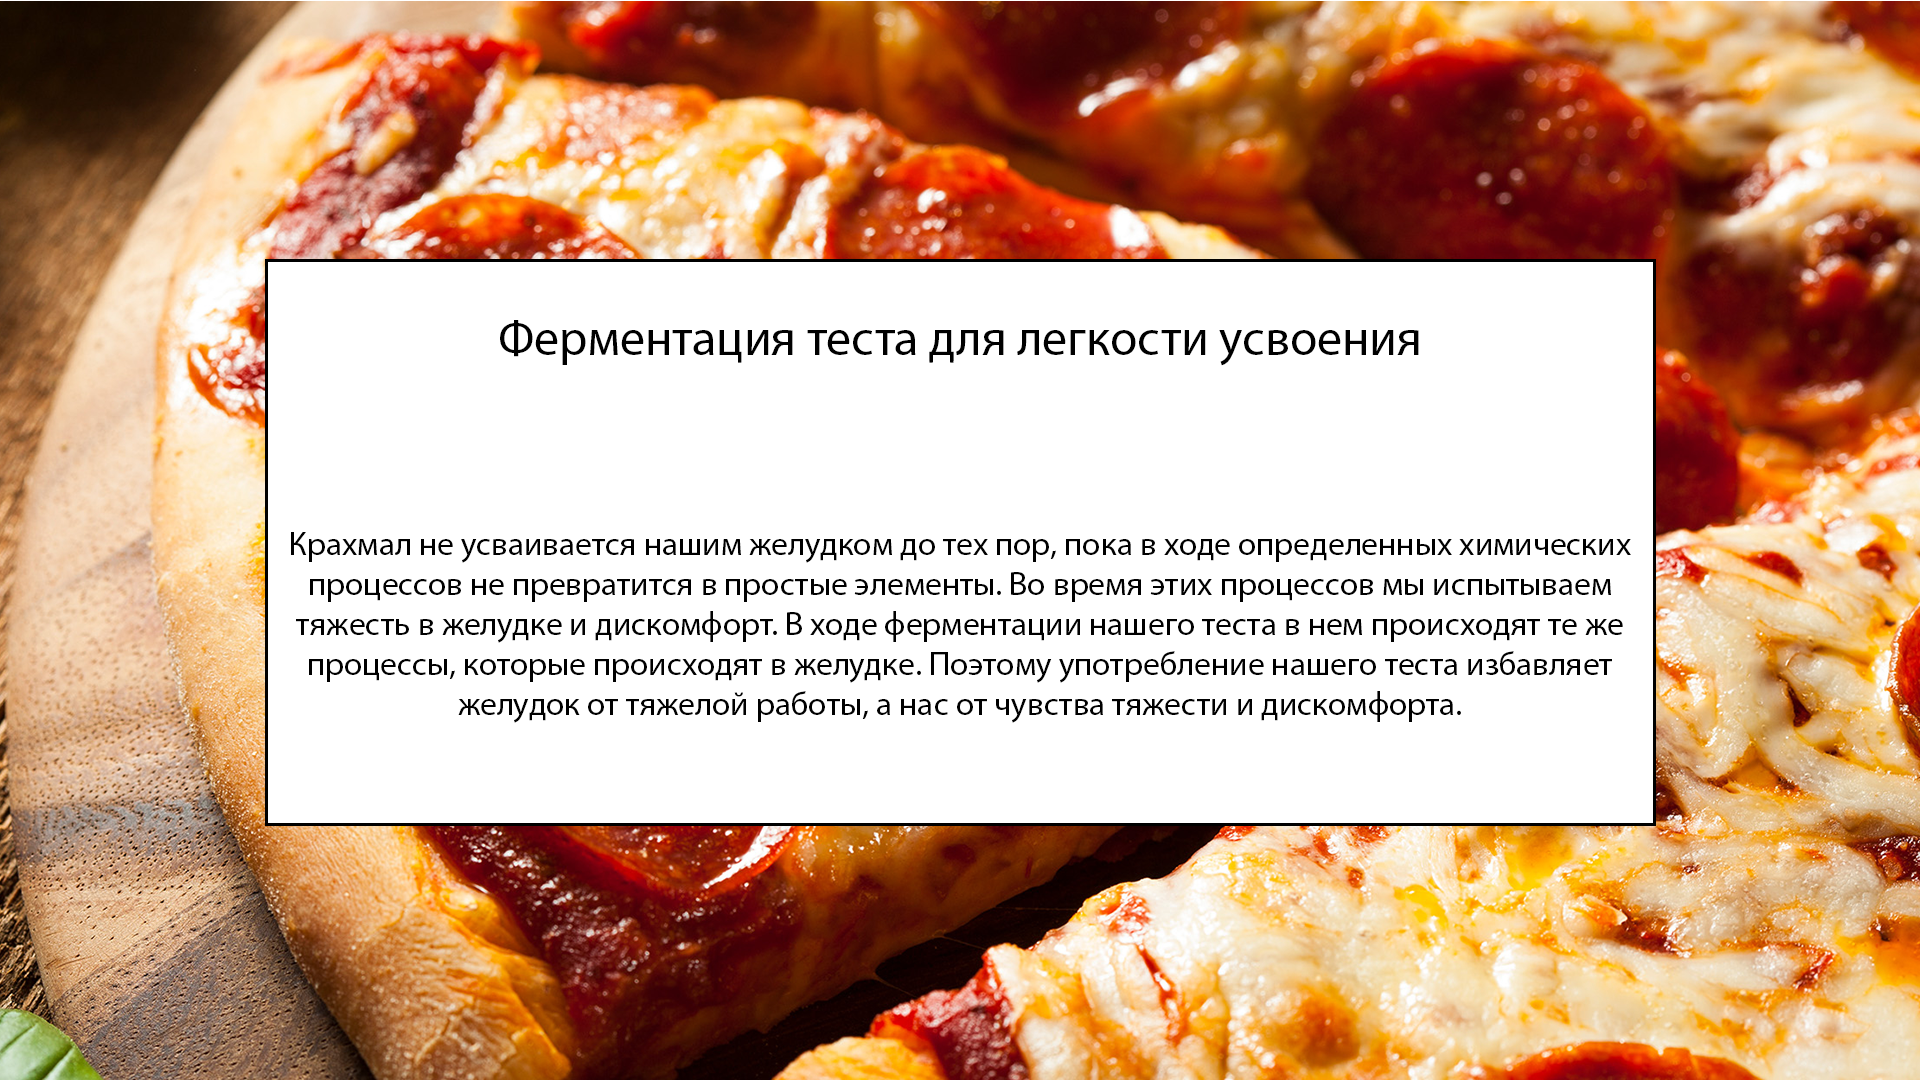 Ферментация теста для легкости усвоения
Крахмал не усваивается нашим желудком до тех пор, пока в ходе определенных химических
процессов не превратится в простые элементы. Во время этих процессов мы испытываем
тяжесть в желудке и дискомфорт. В ходе ферментации нашего теста в нем происходят те же
процессы, которые происходят в желудке. Поэтому употребление нашего теста избавляет
желудок от тяжелой работы, а нас от чувства тяжести и дискомфорта.